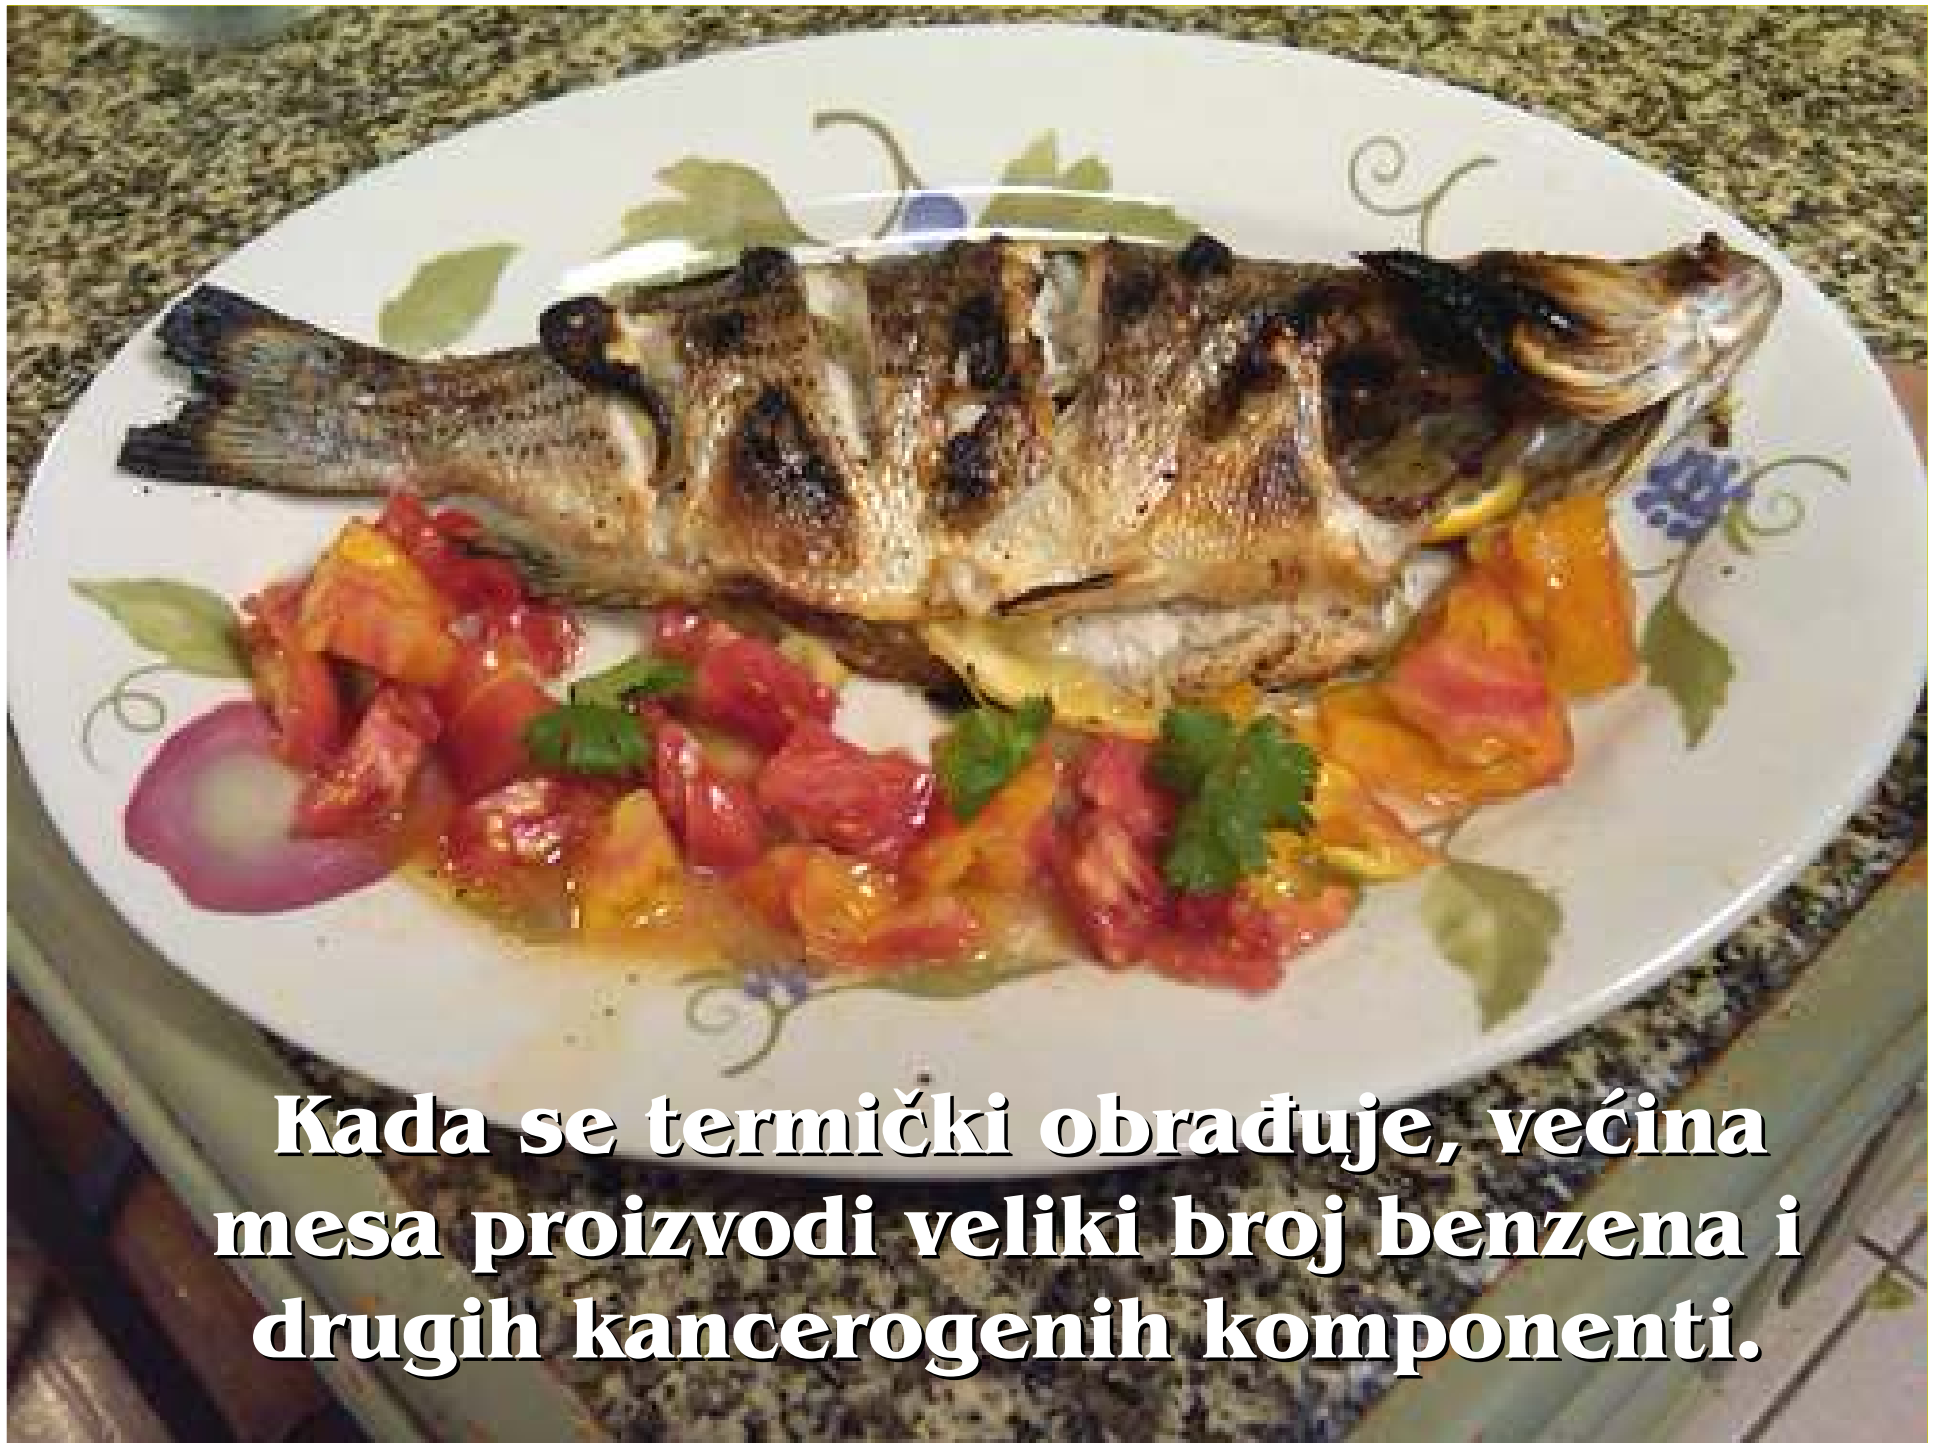 Kada se termički obrađuje, većina
mesa proizvodi veliki broj benzena i
drugih kancerogenih komponenti.